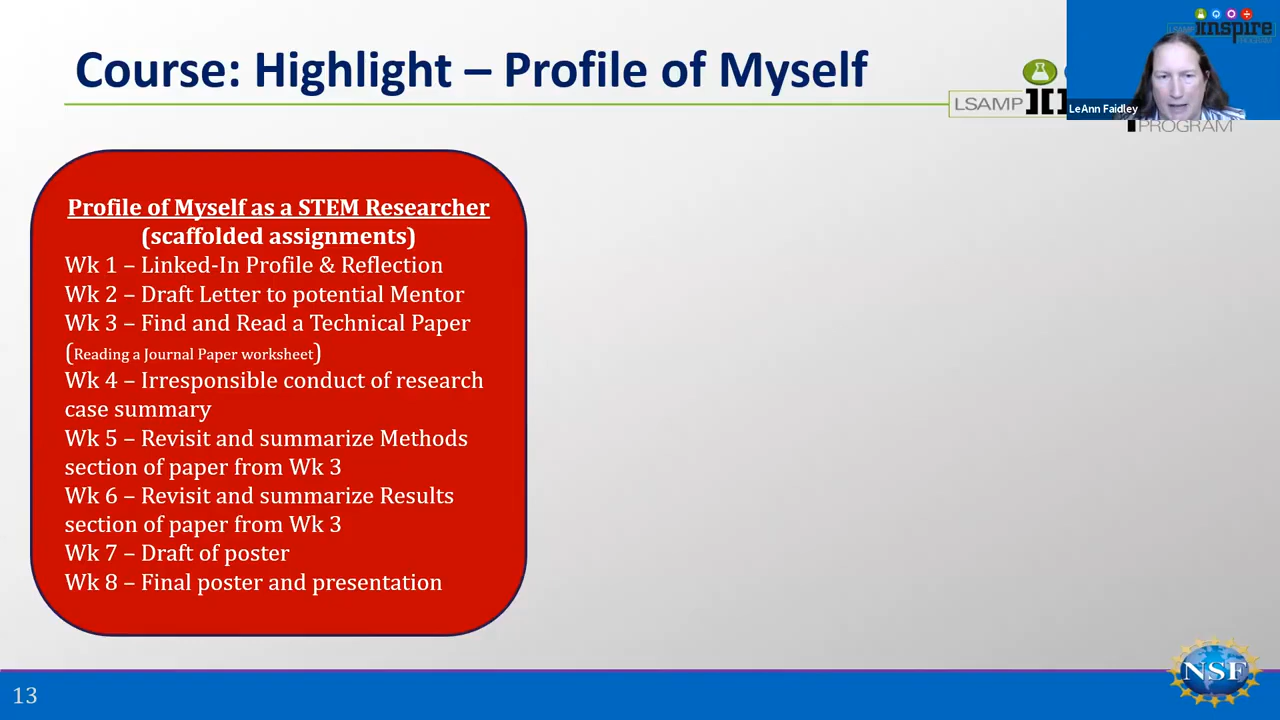 Course: Highlight – Profile of Myself
LSAMP
PROGRAM
LSAMP
inspire
LeAnn Faidley
Profile of Myself as a STEM Researcher
(scaffolded assignments)
Wk 1 – Linked-In Profile & Reflection
Wk 2 – Draft Letter to potential Mentor
Wk 3 – Find and Read a Technical Paper
(Reading a Journal Paper worksheet)
Wk 4 – Irresponsible conduct of research
case summary
Wk 5 – Revisit and summarize Methods
section of paper from Wk 3
Wk 6 – Revisit and summarize Results
section of paper from Wk 3
Wk 7 – Draft of poster
Wk 8 – Final poster and presentation
13
NSF